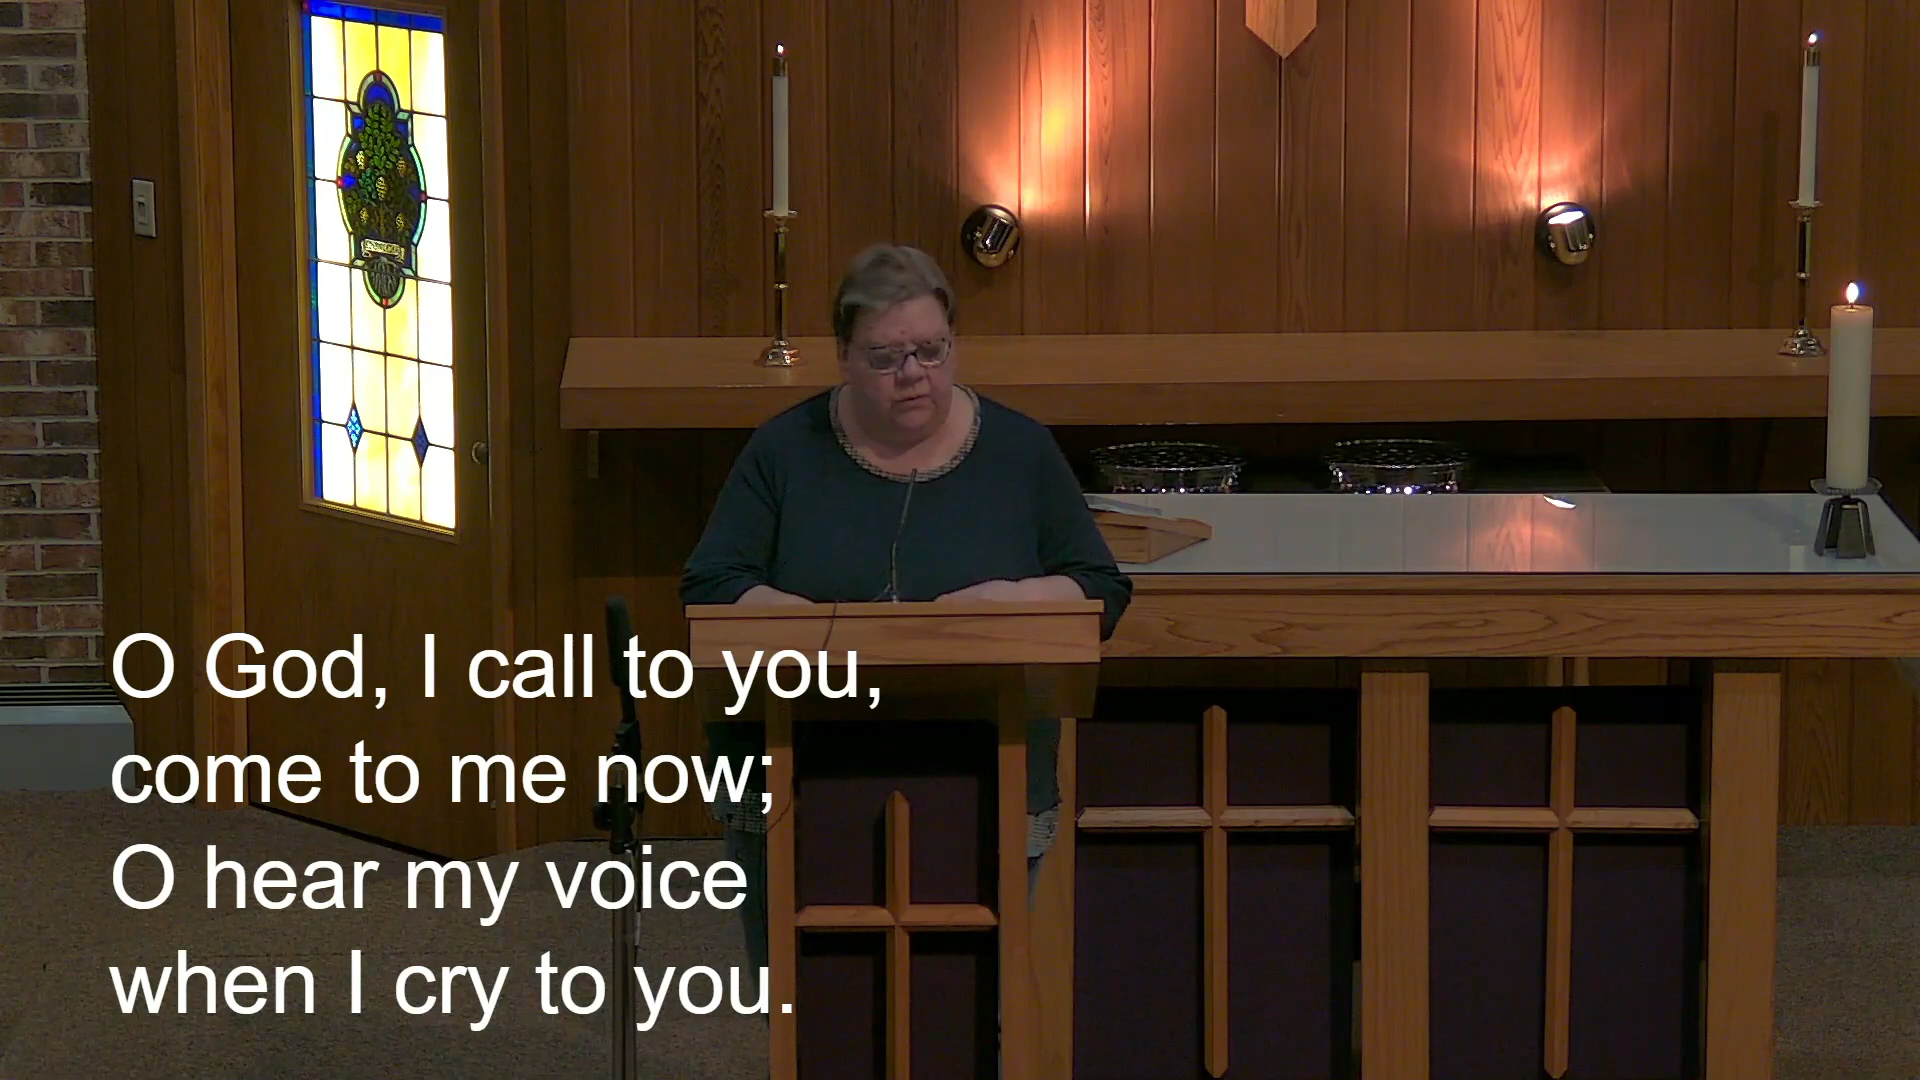 O God, I call to you,
come to me now;
O hear my voice
when I cry to you.